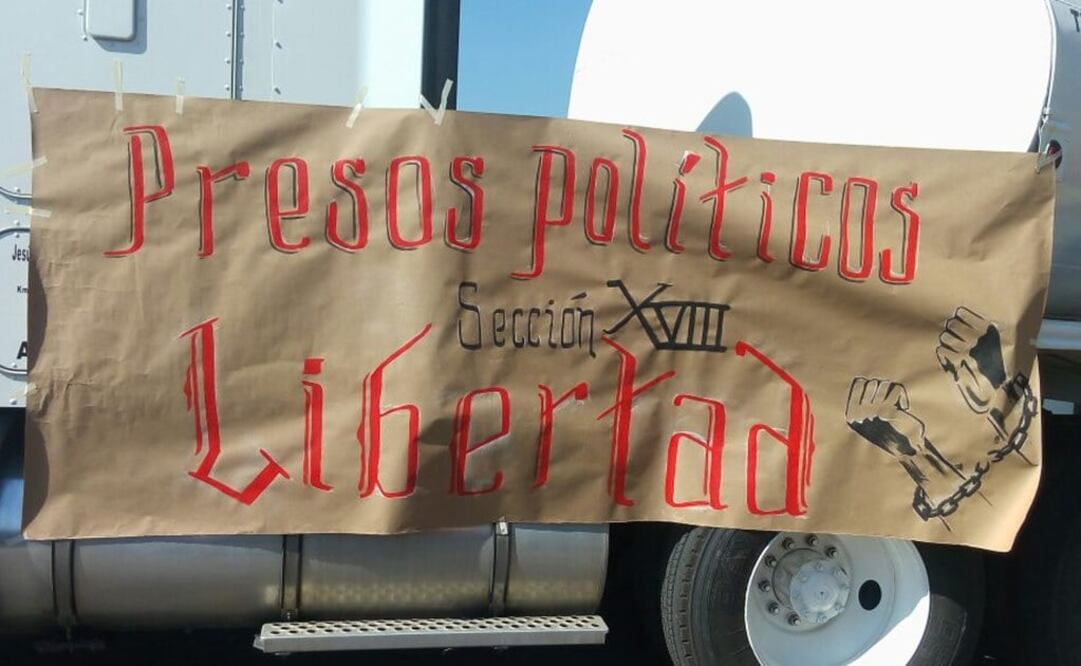 Presos políticos
Sección XVIII
Libertad